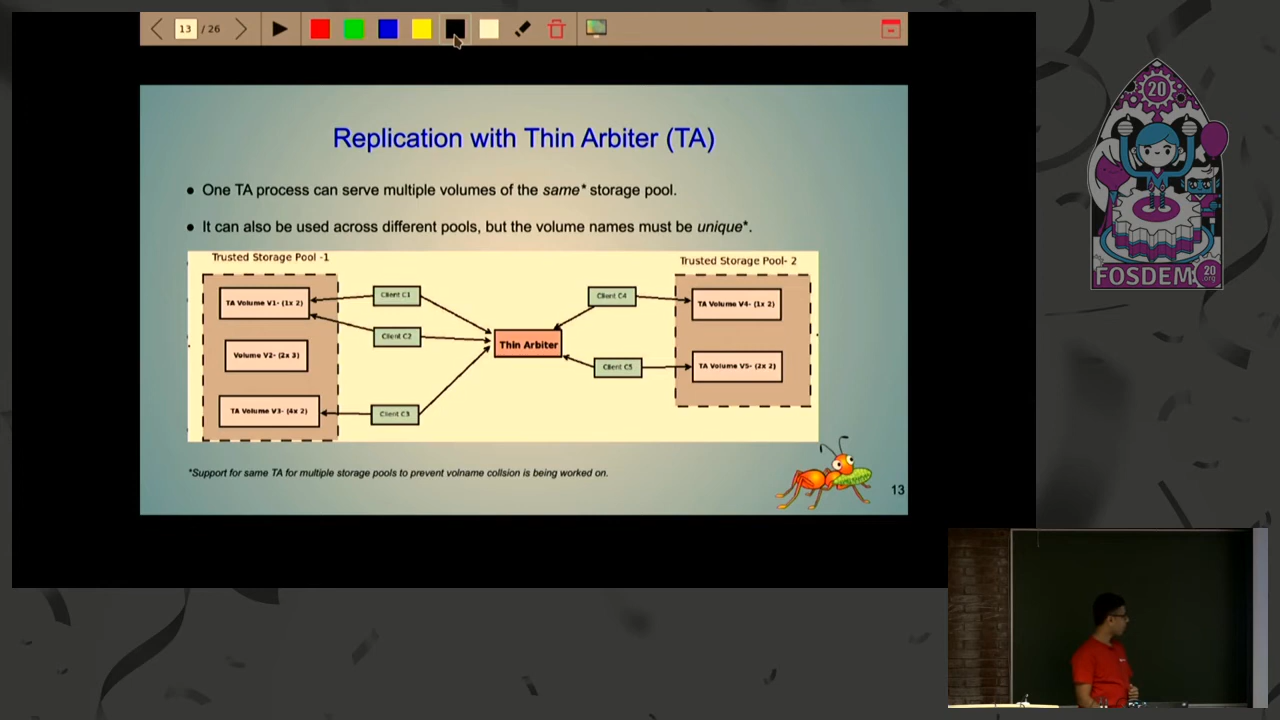 13 / 26
20
FOSDEM 20
.org
Replication with Thin Arbiter (TA)
● One TA process can serve multiple volumes of the same* storage pool.
● It can also be used across different pools, but the volume names must be unique*.
Trusted Storage Pool -1
Trusted Storage Pool- 2
TA Volume V1- (1x 2)
Client C1
Client C4
TA Volume V4- (1x 2)
Client C2
Thin Arbiter
Volume V2- (2x 3)
Client C5
TA Volume V5- (2x 2)
TA Volume V3- (4x 2)
Client C3
*Support for same TA for multiple storage pools to prevent volname collsion is being worked on.
13